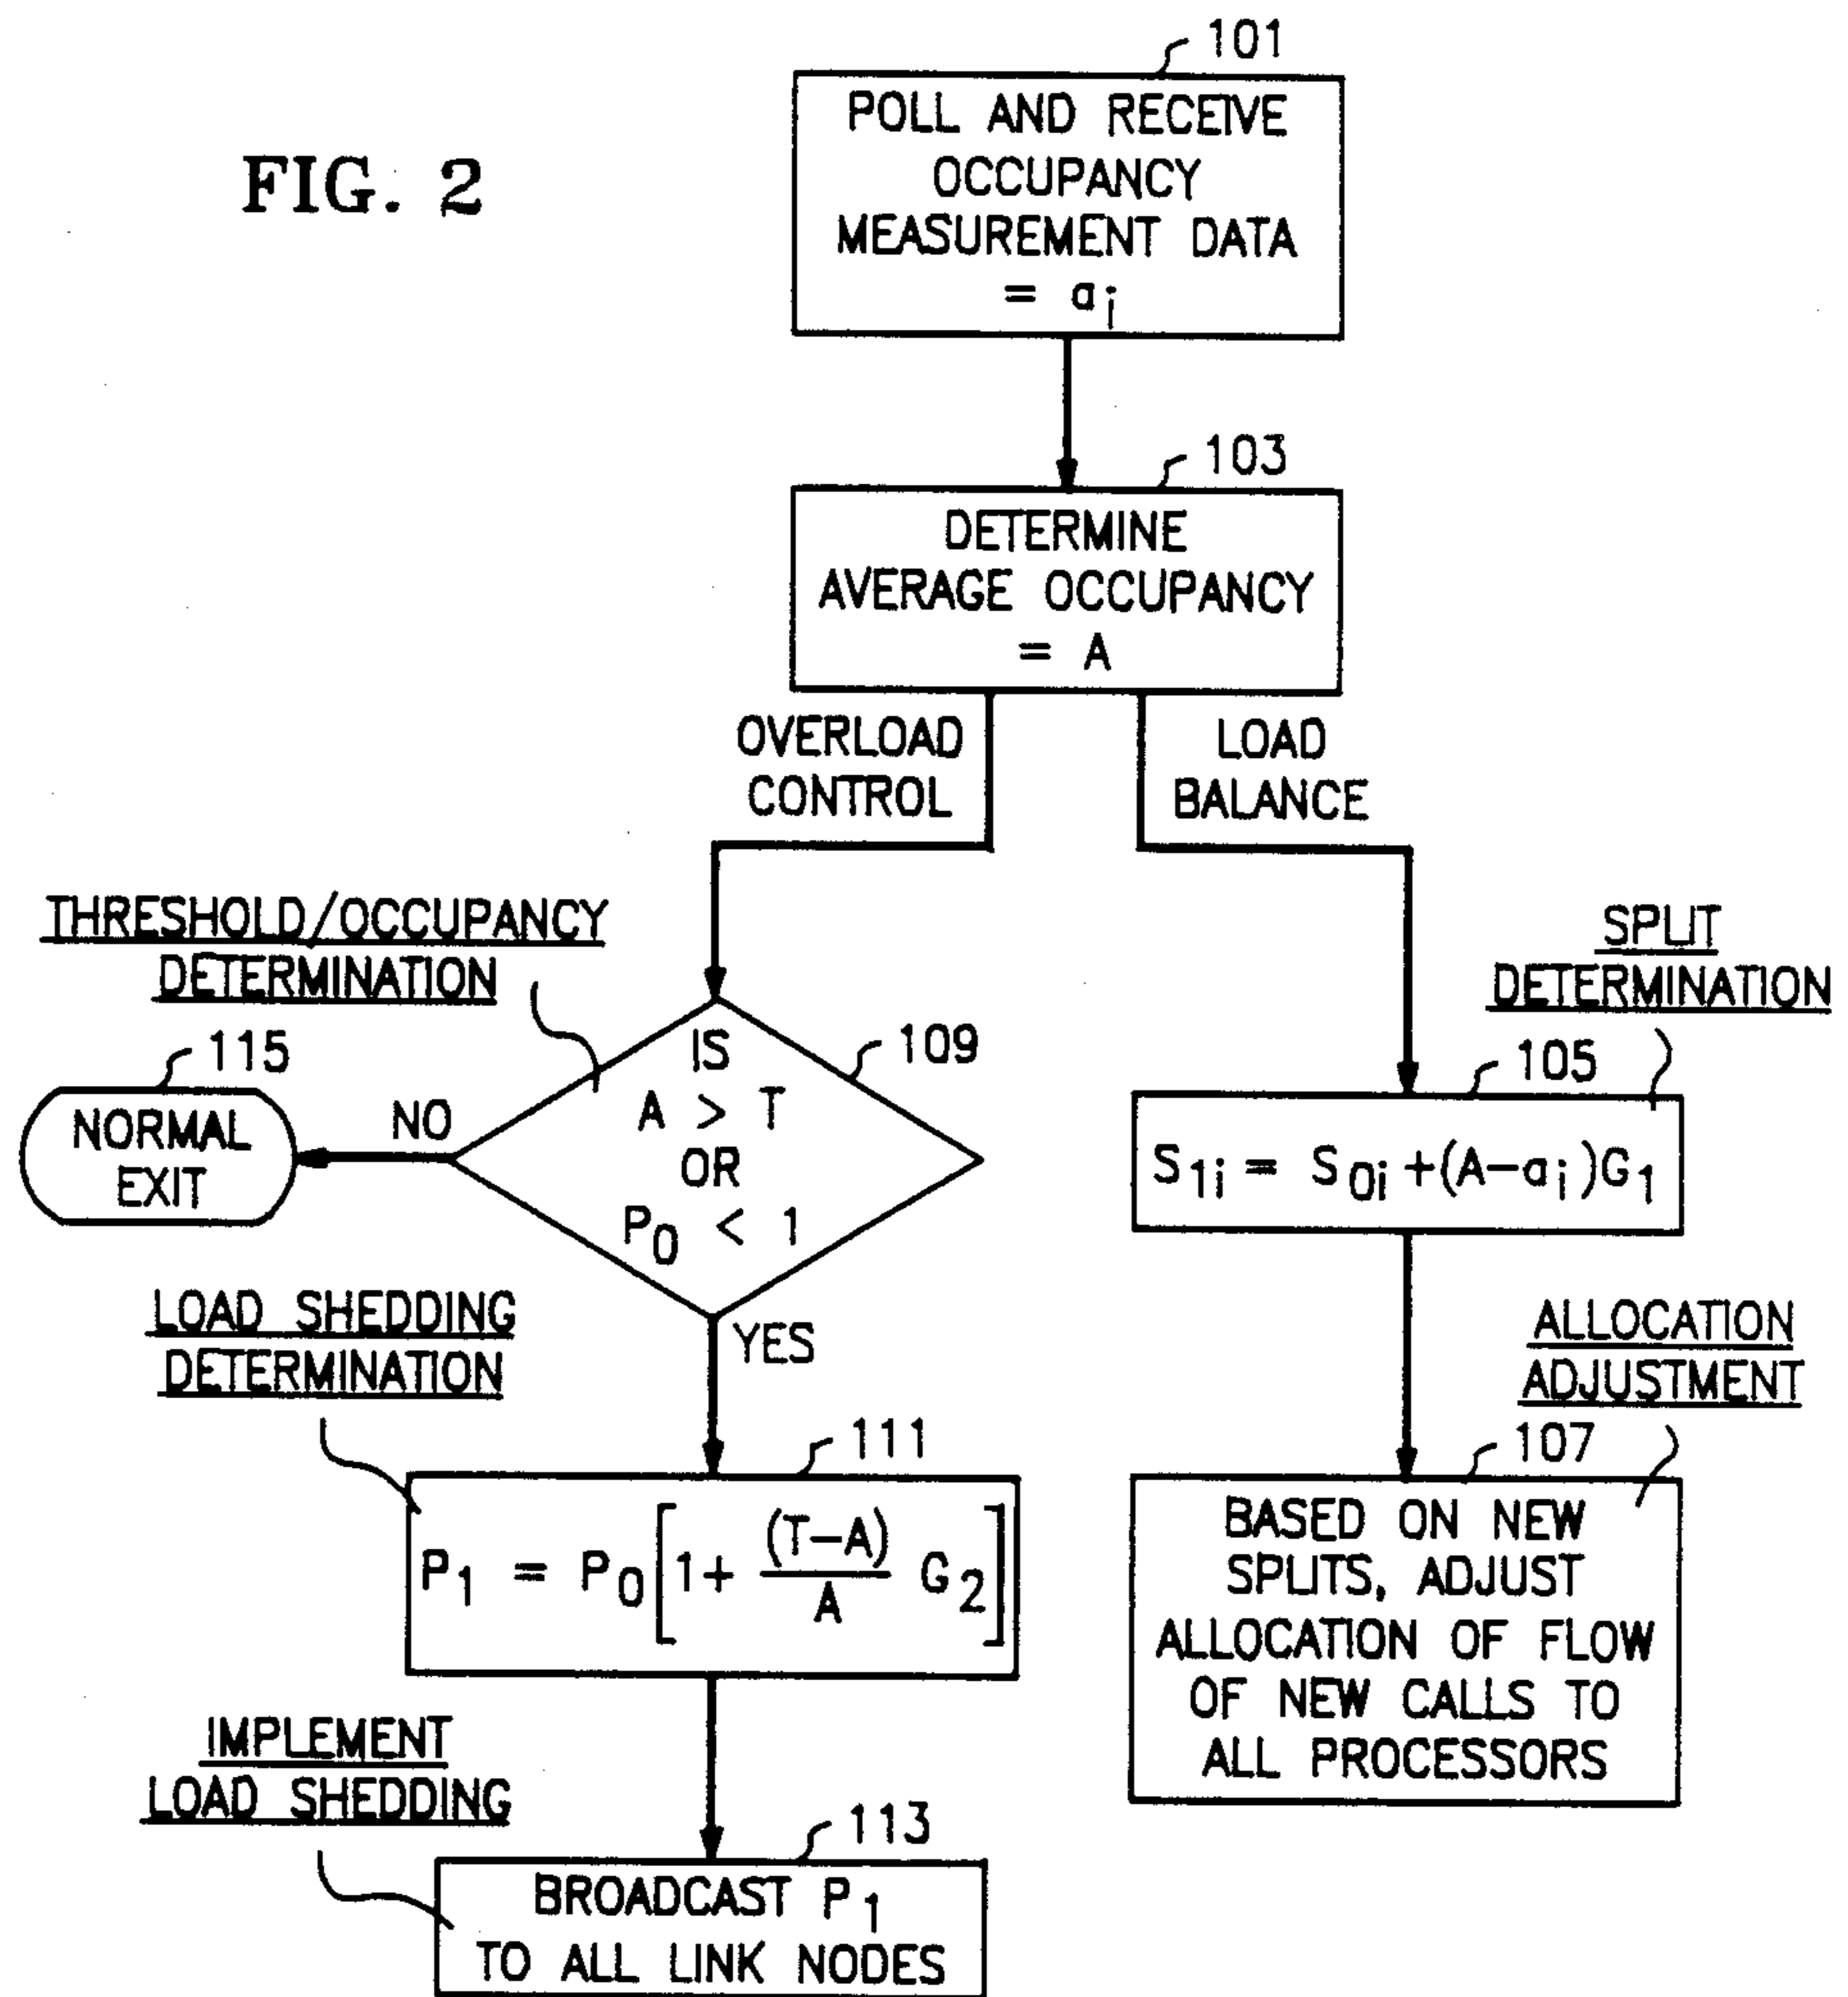 FIG. 2
101
POLL AND RECEIVE
OCCUPANCY
MEASUREMENT DATA
= aᵢ
103
DETERMINE
AVERAGE OCCUPANCY
= A
OVERLOAD
CONTROL
LOAD
BALANCE
THRESHOLD/OCCUPANCY
DETERMINATION
SPLIT
DETERMINATION
115
NORMAL
EXIT
NO
109
IS
A > T
OR
P₀ < 1
YES
105
S₁ᵢ = S₀ᵢ +(A-aᵢ)G₁
LOAD SHEDDING
DETERMINATION
ALLOCATION
ADJUSTMENT
111
P₁ = P₀[1+ (T-A)/A G₂]
107
BASED ON NEW
SPLITS, ADJUST
ALLOCATION OF FLOW
OF NEW CALLS TO
ALL PROCESSORS
IMPLEMENT
LOAD SHEDDING
113
BROADCAST P₁
TO ALL LINK NODES